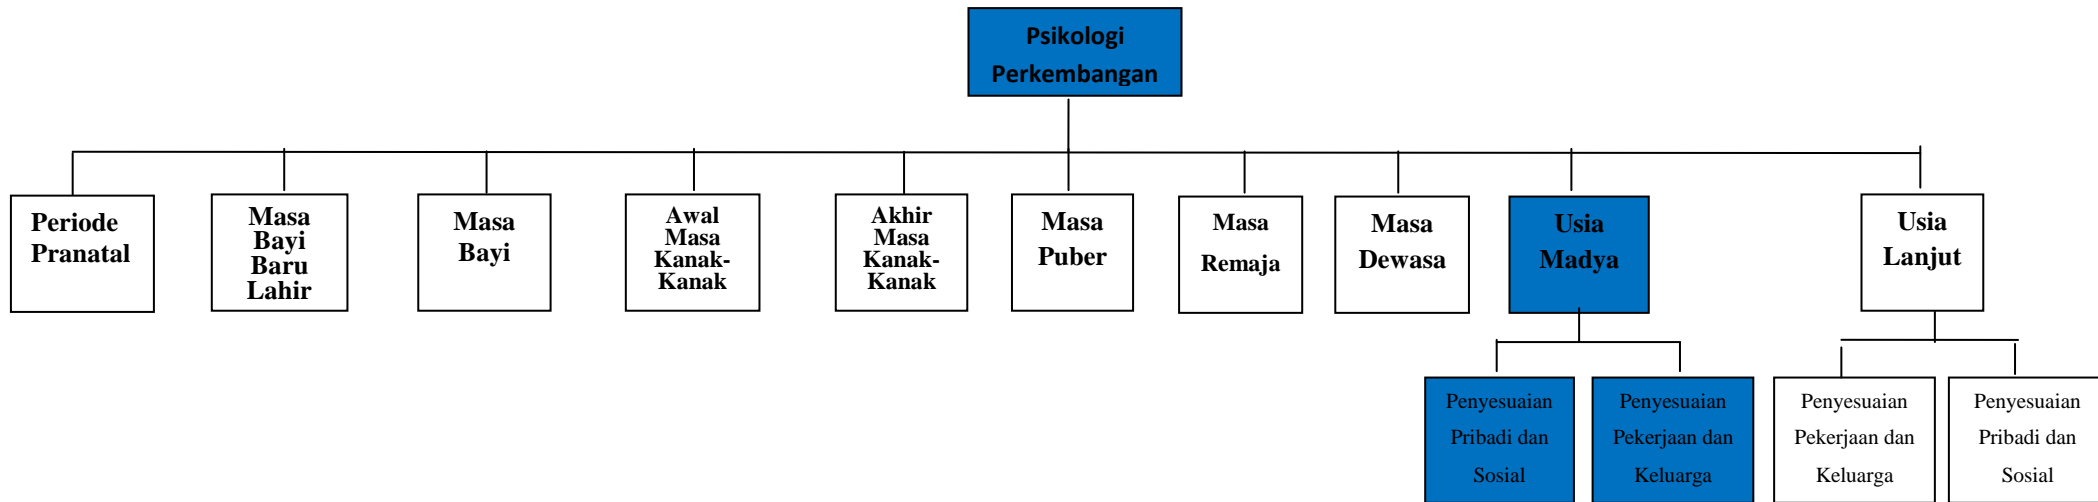 Psikologi
Perkembangan
Periode
Pranatal
Masa
Bayi
Baru
Lahir
Masa
Bayi
Awal
Masa
Kanak-
Kanak
Akhir
Masa
Kanak-
Kanak
Masa
Puber
Masa
Remaja
Masa
Dewasa
Usia
Madya
Usia
Lanjut
Penyesuaian
Pribadi dan
Sosial
Penyesuaian
Pekerjaan dan
Keluarga
Penyesuaian
Pekerjaan dan
Keluarga
Penyesuaian
Pribadi dan
Sosial